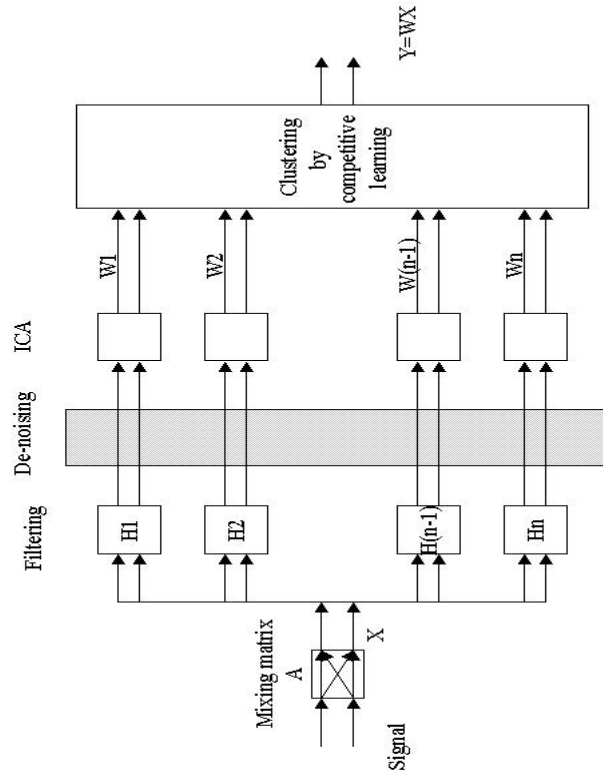 Filtering
De-noising
ICA
Mixing matrix
A
X
Signal
H1
H2
H(n-1)
Hn
W1
W2
W(n-1)
Wn
Clustering
by
competitive
learning
Y=WX